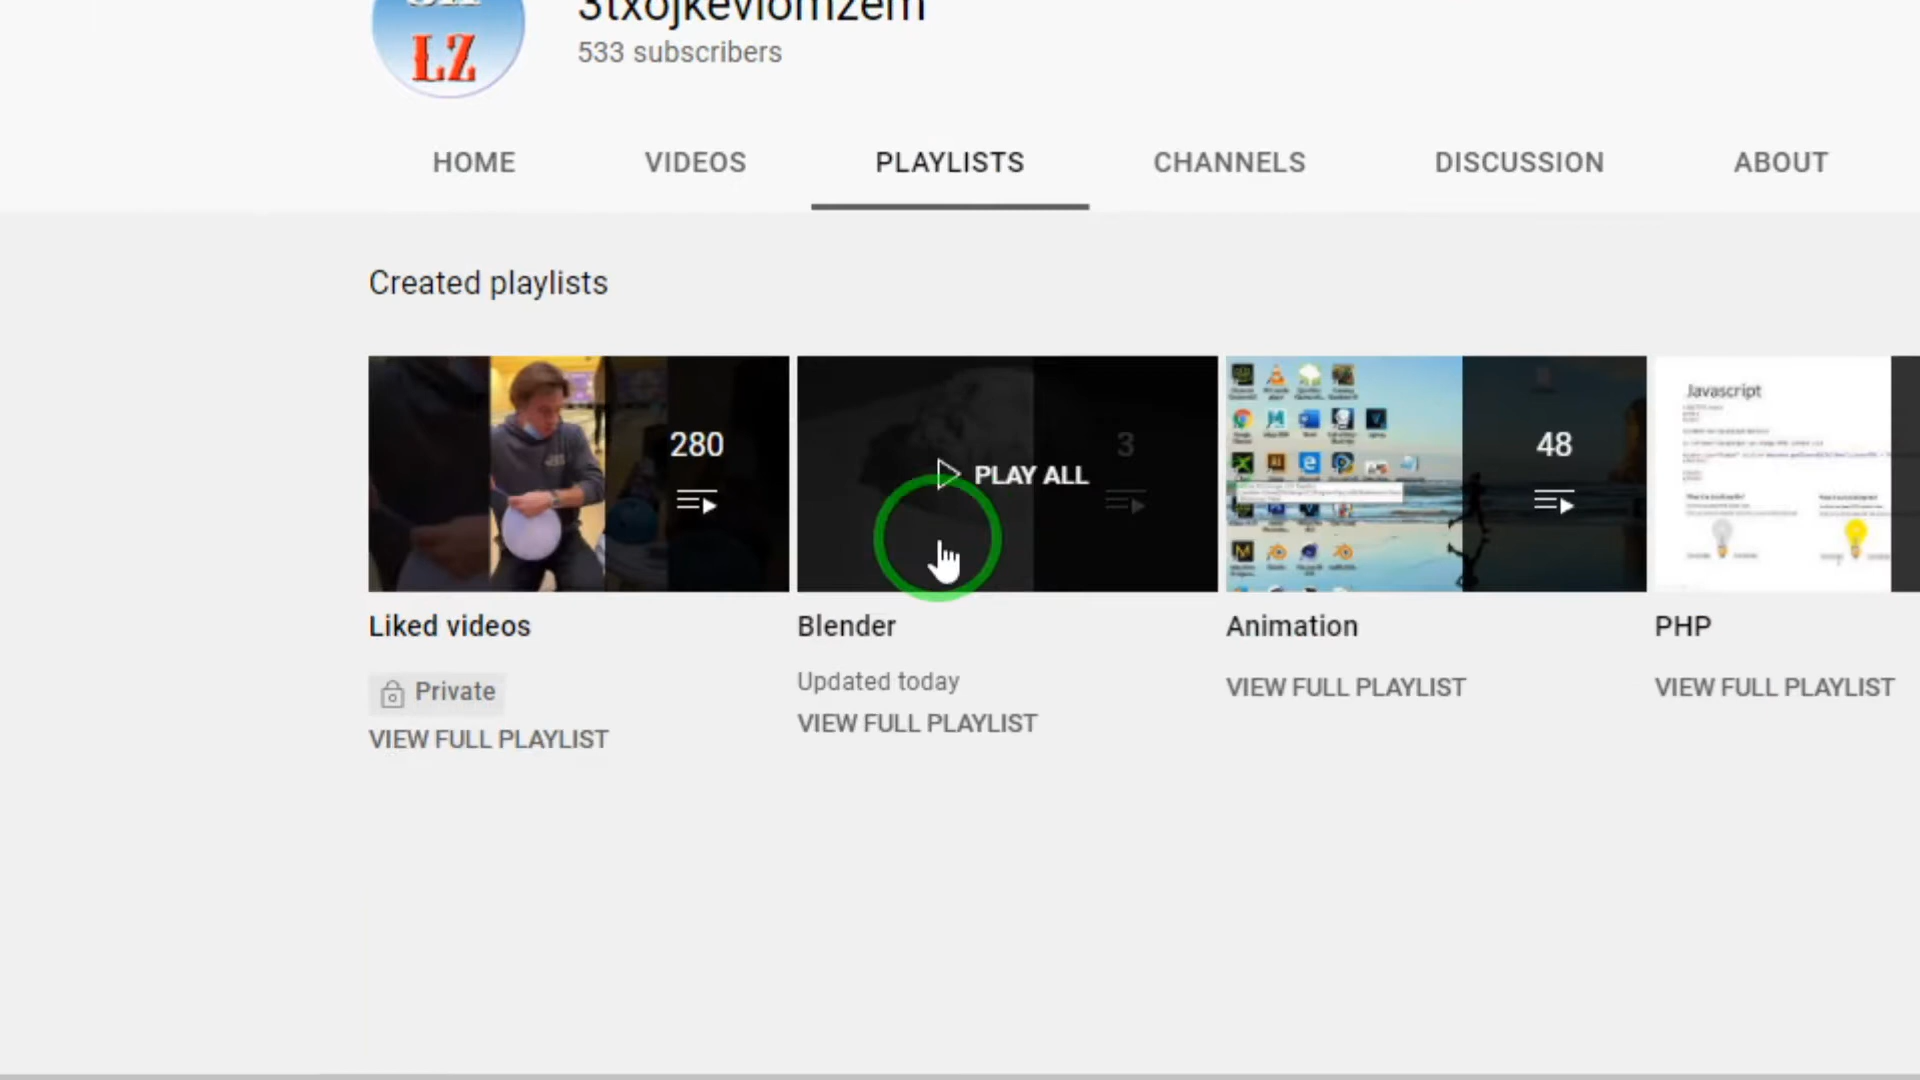 LZ
3txojkeviomzem
533 subscribers
HOME VIDEOS PLAYLISTS CHANNELS DISCUSSION ABOUT
Created playlists
280
PLAY ALL
3
48
Javascript
Liked videos
Blender
Animation
PHP
Private
Updated today
VIEW FULL PLAYLIST
VIEW FULL PLAYLIST
VIEW FULL PLAYLIST
VIEW FULL PLAYLIST